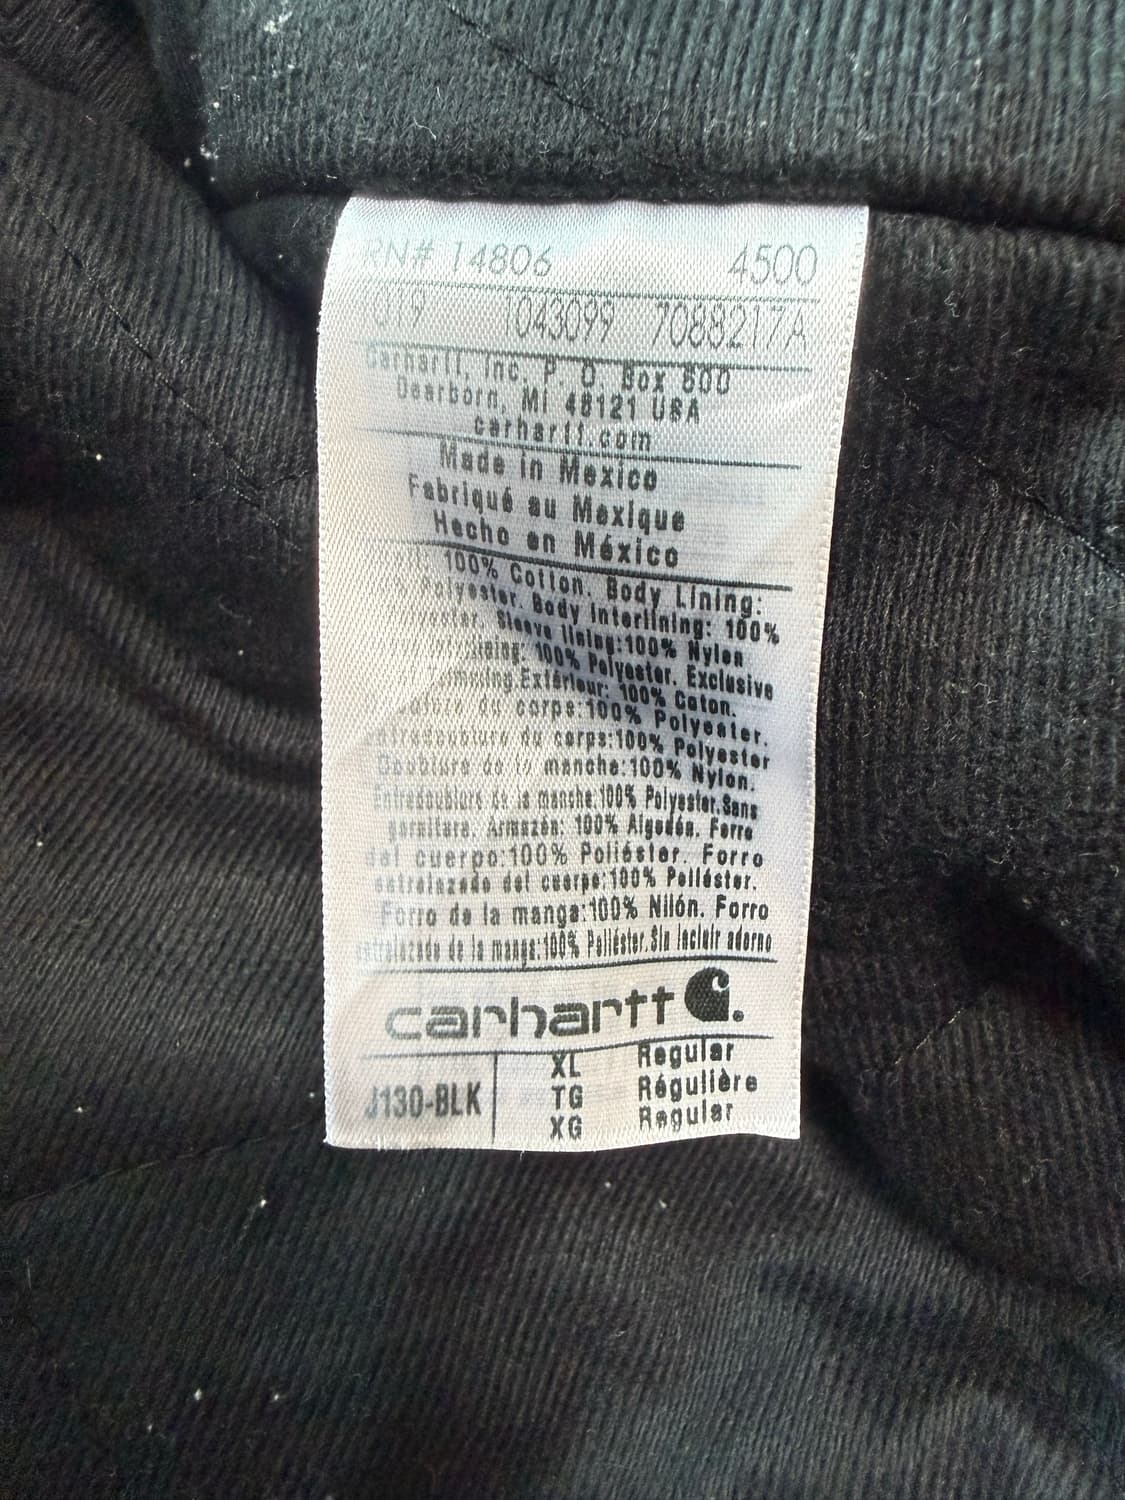 RN# 14806 4500
019 1043099 7088217A
Carhartt, Inc. P. O. Box 600
Dearborn, MI 48121 USA
carhartt.com
Made in Mexico
Fabriqué au Mexique
Hecho en México
100% Cotton. Body Lining:
Polyester. Body Interlining: 100%
Sleeve lining:100% Nylon
100% Polyester. Exclusive
Extérieur: 100% Coton.
du corps:100% Polyester.
du corps:100% Polyester
Doublure de la manche:100% Nylon.
Entredoublure de la manche:100% Polyester.Sans
garniture. Armazón: 100% Algodón. Forro
del cuerpo:100% Poliéster. Forro
entrelazado del cuerpo:100% Poliéster.
Forro de la manga:100% Nilón. Forro
entrelazado de la manga:100% Poliéster.Sin incluir adorno
carhartt
J130-BLK
XL Regular
TG Régulière
XG Regular